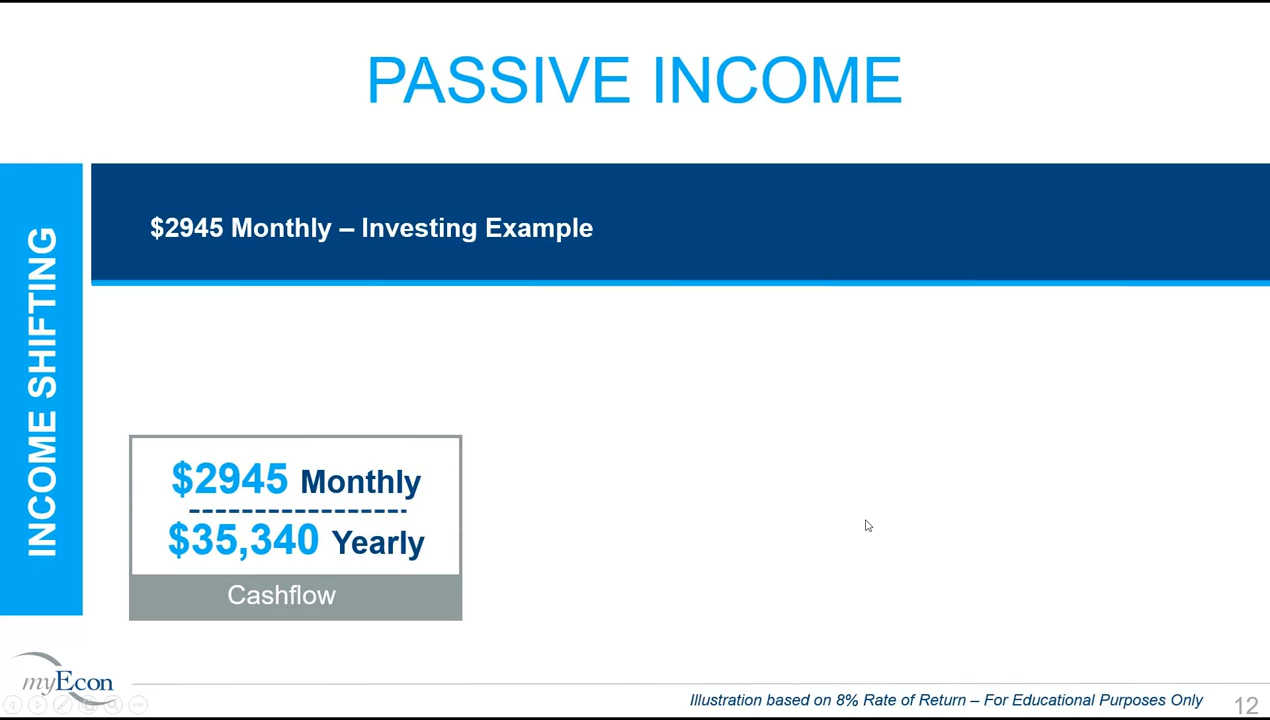 PASSIVE INCOME
INCOME SHIFTING
$2945 Monthly – Investing Example
$2945 Monthly
$35,340 Yearly
Cashflow
myEcon
Illustration based on 8% Rate of Return – For Educational Purposes Only
12